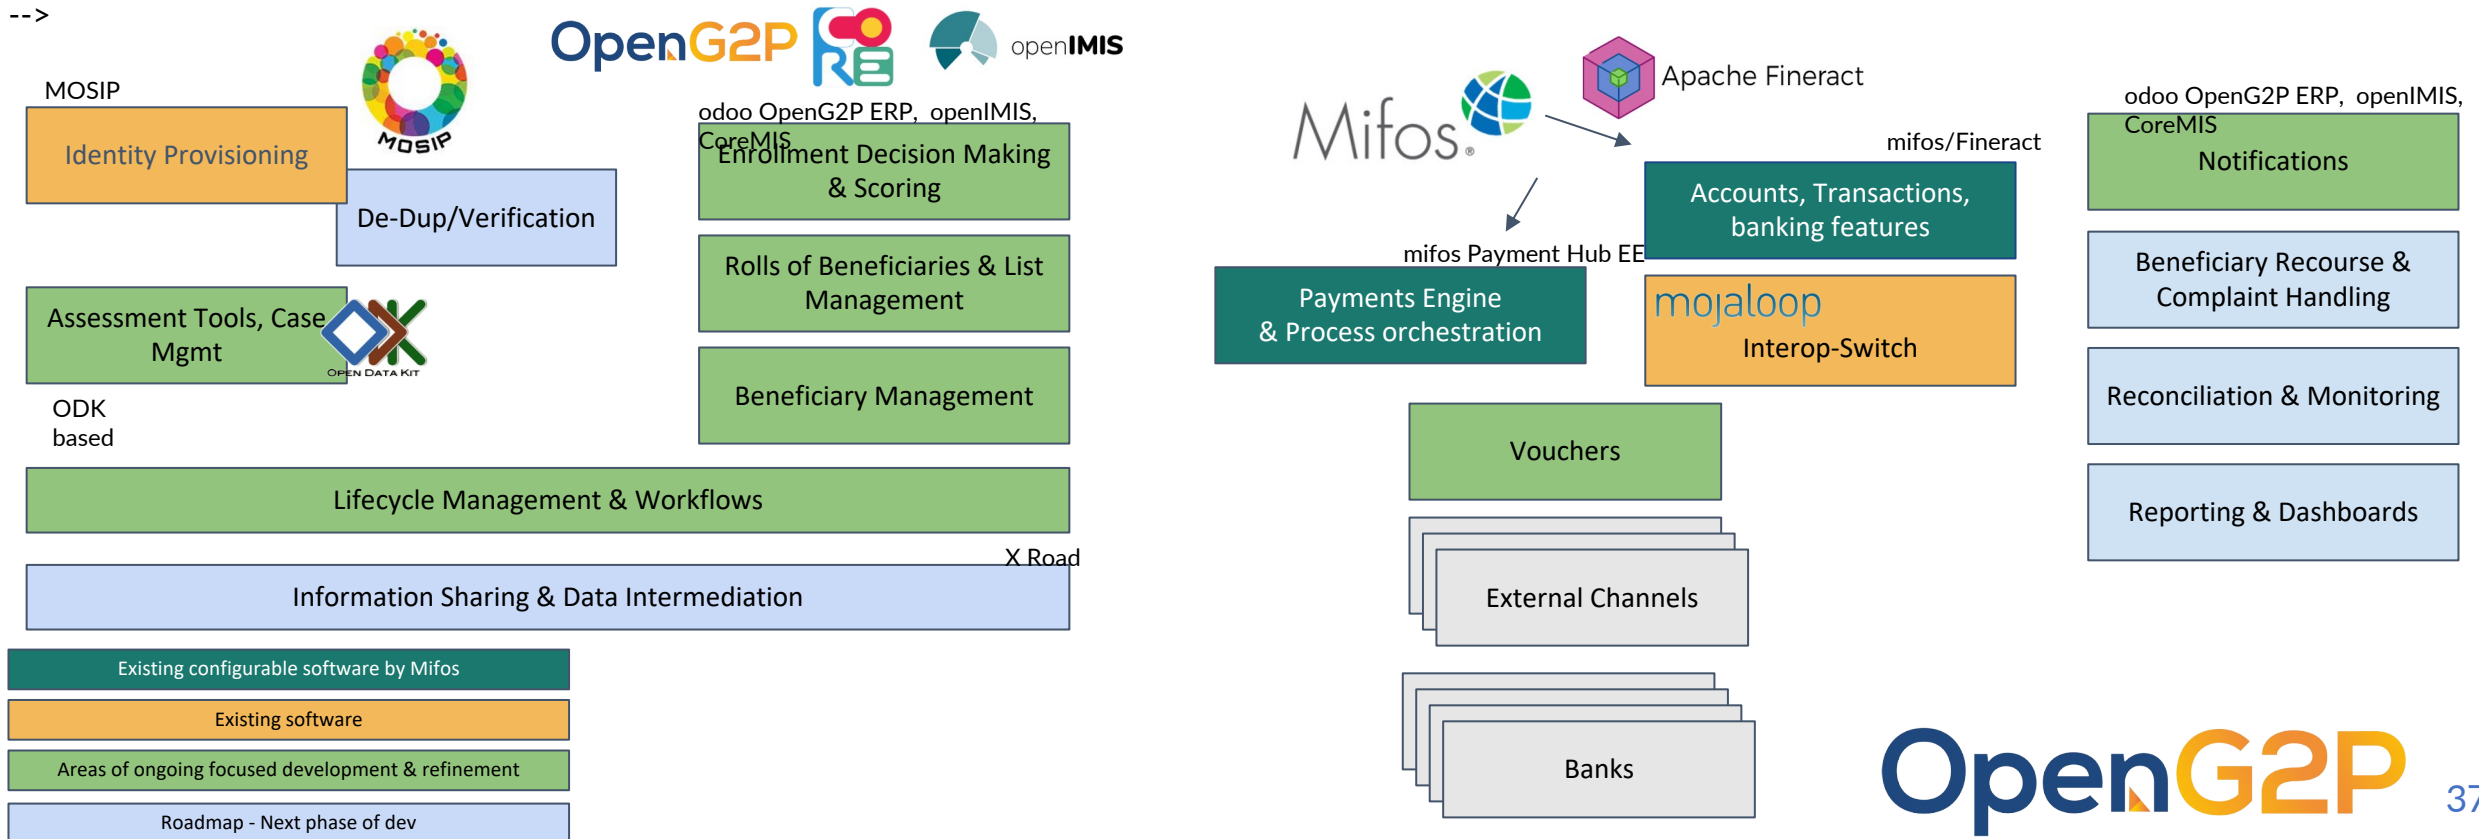 -->
MOSIP
Identity Provisioning
MOSIP
De-Dup/Verification
Assessment Tools, Case
Mgmt
OPEN DATA KIT
ODK
based
OpenG2P
CORE
openIMIS
odoo OpenG2P ERP, openIMIS,
CoreMIS
Enrollment Decision Making
& Scoring
Rolls of Beneficiaries & List
Management
Beneficiary Management
Lifecycle Management & Workflows
X Road
Information Sharing & Data Intermediation
Existing configurable software by Mifos
Existing software
Areas of ongoing focused development & refinement
Roadmap - Next phase of dev
Mifos®
Apache Fineract
mifos/Fineract
Accounts, Transactions,
banking features
mifos Payment Hub EE
Payments Engine
& Process orchestration
mojaloop
Interop-Switch
Vouchers
External Channels
Banks
odoo OpenG2P ERP, openIMIS,
CoreMIS
Notifications
Beneficiary Recourse &
Complaint Handling
Reconciliation & Monitoring
Reporting & Dashboards
OpenG2P
37